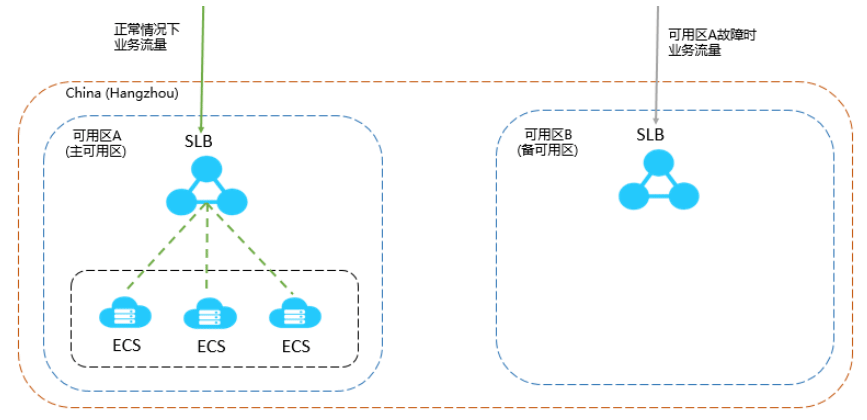 正常情况下
业务流量
可用区A故障时
业务流量
China (Hangzhou)
可用区A
(主可用区)
SLB
可用区B
(备可用区)
SLB
ECS
ECS
ECS